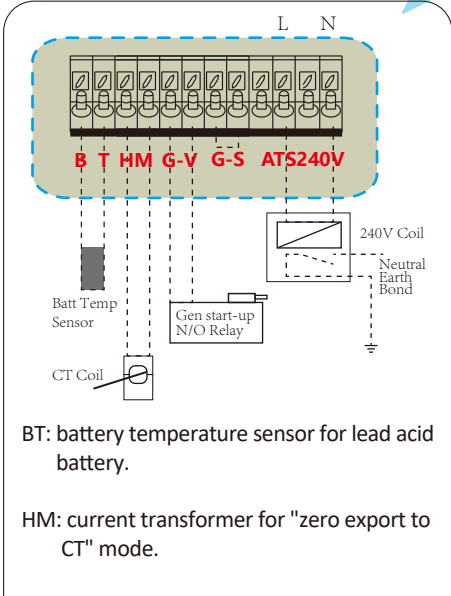 L N
B T HM G-V G-S ATS240V
240V Coil
Neutral
Earth
Bond
Batt Temp
Sensor
Gen start-up
N/O Relay
CT Coil
BT: battery temperature sensor for lead acid
battery.
HM: current transformer for "zero export to
CT" mode.